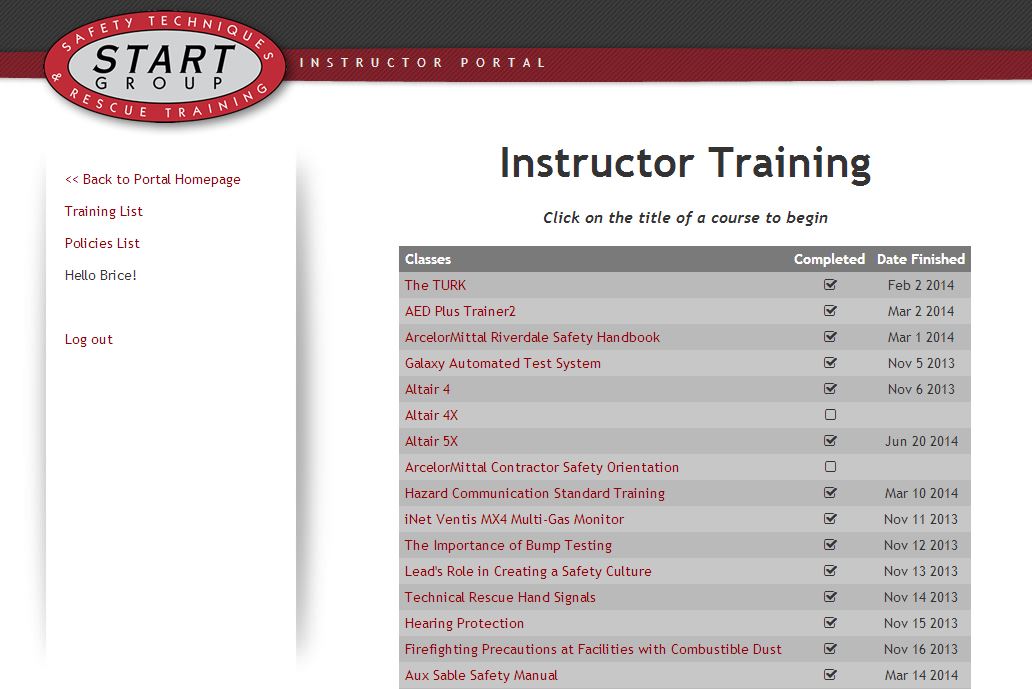 SAFETY TECHNIQUES
START
GROUP
& RESCUE TRAINING
INSTRUCTOR PORTAL
<< Back to Portal Homepage
Training List
Policies List
Hello Brice!
Log out
Instructor Training
Click on the title of a course to begin
Classes Completed Date Finished
The TURK Feb 2 2014
AED Plus Trainer2 Mar 2 2014
ArcelorMittal Riverdale Safety Handbook Mar 1 2014
Galaxy Automated Test System Nov 5 2013
Altair 4 Nov 6 2013
Altair 4X
Altair 5X Jun 20 2014
ArcelorMittal Contractor Safety Orientation
Hazard Communication Standard Training Mar 10 2014
iNet Ventis MX4 Multi-Gas Monitor Nov 11 2013
The Importance of Bump Testing Nov 12 2013
Lead's Role in Creating a Safety Culture Nov 13 2013
Technical Rescue Hand Signals Nov 14 2013
Hearing Protection Nov 15 2013
Firefighting Precautions at Facilities with Combustible Dust Nov 16 2013
Aux Sable Safety Manual Mar 14 2014